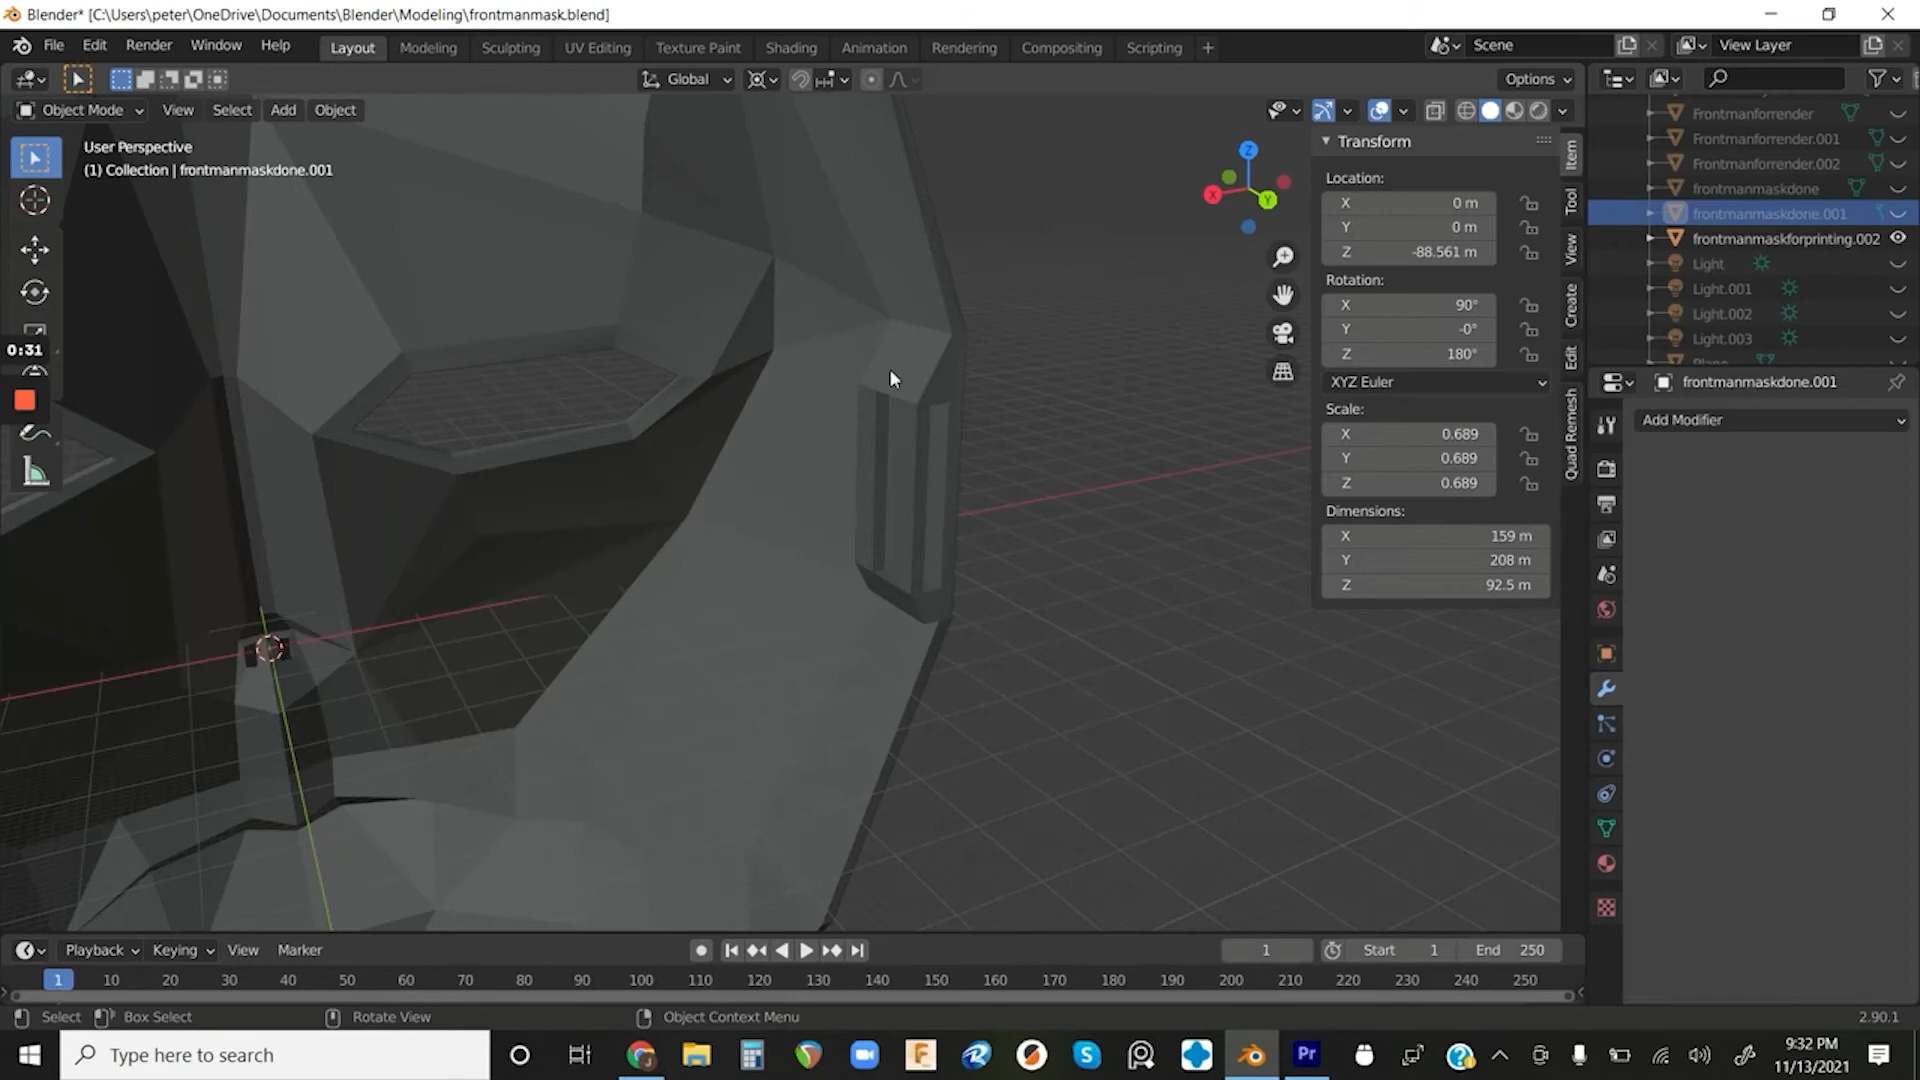 Blender* [C:\Users\peter\OneDrive\Documents\Blender\Modeling\frontmanmask.blend]
File Edit Render Window Help Layout Modeling Sculpting UV Editing Texture Paint Shading Animation Rendering Compositing Scripting + Scene View Layer
Global Options
Object Mode View Select Add Object
User Perspective
(1) Collection | frontmanmaskdone.001
0:31
Z
X
Y
Transform
Location:
X 0 m
Y 0 m
Z -88.561 m
Rotation:
X 90°
Y -0°
Z 180°
XYZ Euler
Scale:
X 0.689
Y 0.689
Z 0.689
Dimensions:
X 159 m
Y 208 m
Z 92.5 m
Item
Tool
View
Create
Edit
Quad Remesh
Frontmanforrender
Frontmanforrender.001
Frontmanforrender.002
frontmanmaskdone
frontmanmaskdone.001
frontmanmaskforprinting.002
Light
Light.001
Light.002
Light.003
frontmanmaskdone.001
Add Modifier
Playback Keying View Marker 1 Start 1 End 250
1 10 20 30 40 50 60 70 80 90 100 110 120 130 140 150 160 170 180 190 200 210 220 230 240 250
Select Box Select Rotate View Object Context Menu 2.90.1
Type here to search
9:32 PM
11/13/2021